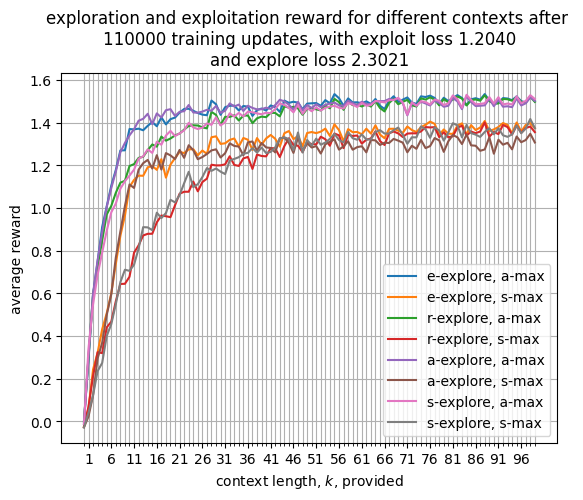 exploration and exploitation reward for different contexts after
110000 training updates, with exploit loss 1.2040
and explore loss 2.3021
1.6
1.4
1.2
1.0
0.8
0.6
0.4
0.2
0.0
average reward
e-explore, a-max
e-explore, s-max
r-explore, a-max
r-explore, s-max
a-explore, a-max
a-explore, s-max
s-explore, a-max
s-explore, s-max
1 6 11 16 21 26 31 36 41 46 51 56 61 66 71 76 81 86 91 96
context length, k, provided